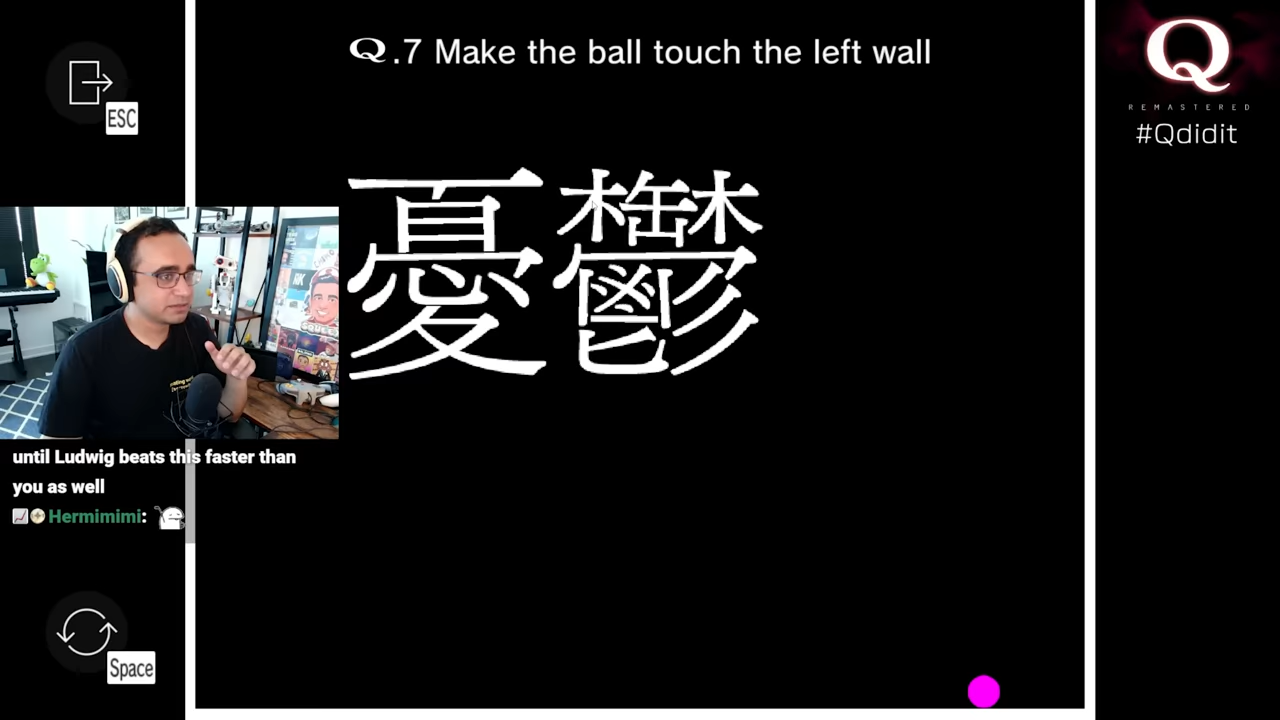 Q.7 Make the ball touch the left wall
ESC
Q
REMASTERED
#Qdidit
憂鬱
until Ludwig beats this faster than
you as well
Hermimimi:
Space